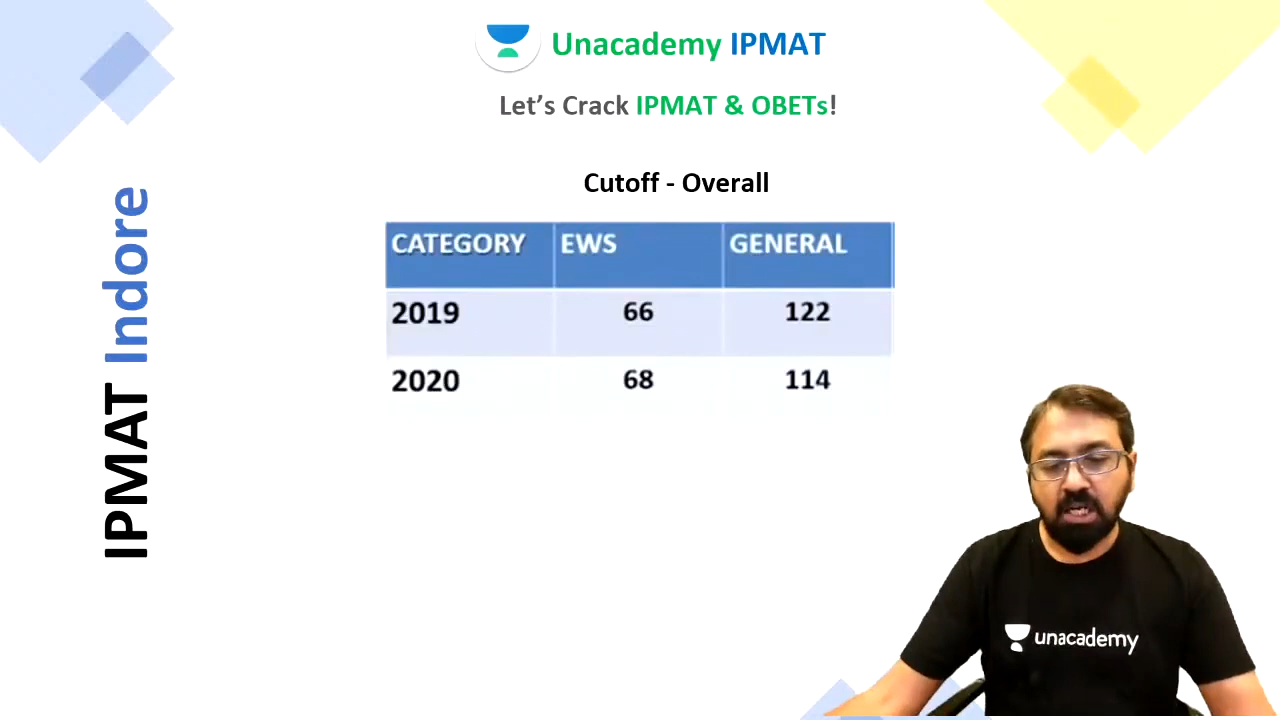 Unacademy IPMAT
Let's Crack IPMAT & OBETs!
IPMAT Indore
Cutoff - Overall
CATEGORY EWS GENERAL
2019 66 122
2020 68 114
unacademy